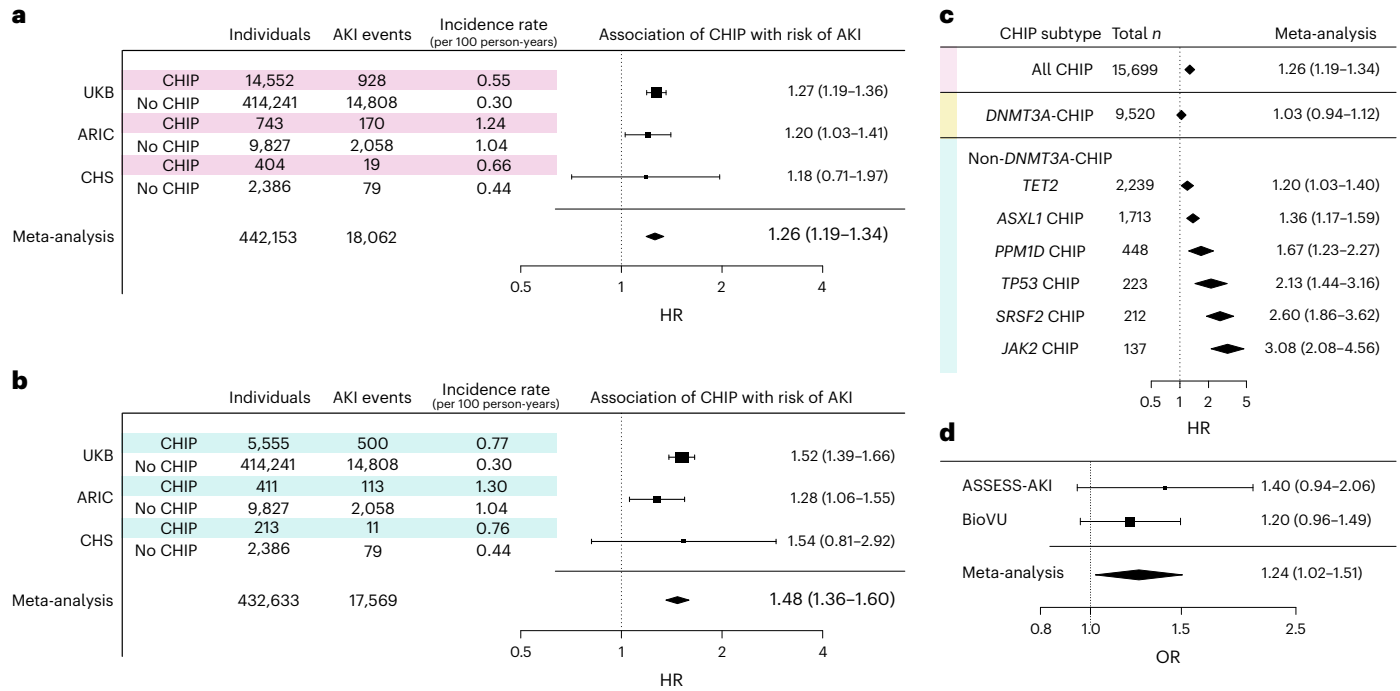 a
Individuals AKI events Incidence rate (per 100 person-years) Association of CHIP with risk of AKI
UKB
CHIP 14,552 928 0.55
No CHIP 414,241 14,808 0.30
1.27 (1.19–1.36)
ARIC
CHIP 743 170 1.24
No CHIP 9,827 2,058 1.04
1.20 (1.03–1.41)
CHS
CHIP 404 19 0.66
No CHIP 2,386 79 0.44
1.18 (0.71–1.97)
Meta-analysis 442,153 18,062 1.26 (1.19–1.34)
0.5 1 2 4
HR
b
Individuals AKI events Incidence rate (per 100 person-years) Association of CHIP with risk of AKI
UKB
CHIP 5,555 500 0.77
No CHIP 414,241 14,808 0.30
1.52 (1.39–1.66)
ARIC
CHIP 411 113 1.30
No CHIP 9,827 2,058 1.04
1.28 (1.06–1.55)
CHS
CHIP 213 11 0.76
No CHIP 2,386 79 0.44
1.54 (0.81–2.92)
Meta-analysis 432,633 17,569 1.48 (1.36–1.60)
0.5 1 2 4
HR
c
CHIP subtype Total n Meta-analysis
All CHIP 15,699 1.26 (1.19–1.34)
DNMT3A-CHIP 9,520 1.03 (0.94–1.12)
Non-DNMT3A-CHIP
TET2 2,239 1.20 (1.03–1.40)
ASXL1 CHIP 1,713 1.36 (1.17–1.59)
PPM1D CHIP 448 1.67 (1.23–2.27)
TP53 CHIP 223 2.13 (1.44–3.16)
SRSF2 CHIP 212 2.60 (1.86–3.62)
JAK2 CHIP 137 3.08 (2.08–4.56)
0.5 1 2 5
HR
d
ASSESS-AKI 1.40 (0.94–2.06)
BioVU 1.20 (0.96–1.49)
Meta-analysis 1.24 (1.02–1.51)
0.8 1.0 1.5 2.5
OR